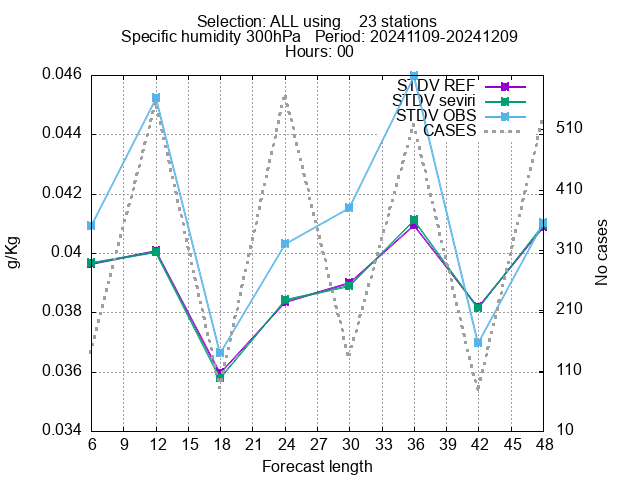 Selection: ALL using    23 stations
Specific humidity 300hPa   Period: 20241109-20241209
Hours: 00
STDV REF
STDV seviri
STDV OBS
CASES
0.046
0.044
0.042
0.04
0.038
0.036
0.034
g/Kg
510
410
310
210
110
10
No cases
6 9 12 15 18 21 24 27 30 33 36 39 42 45 48
Forecast length